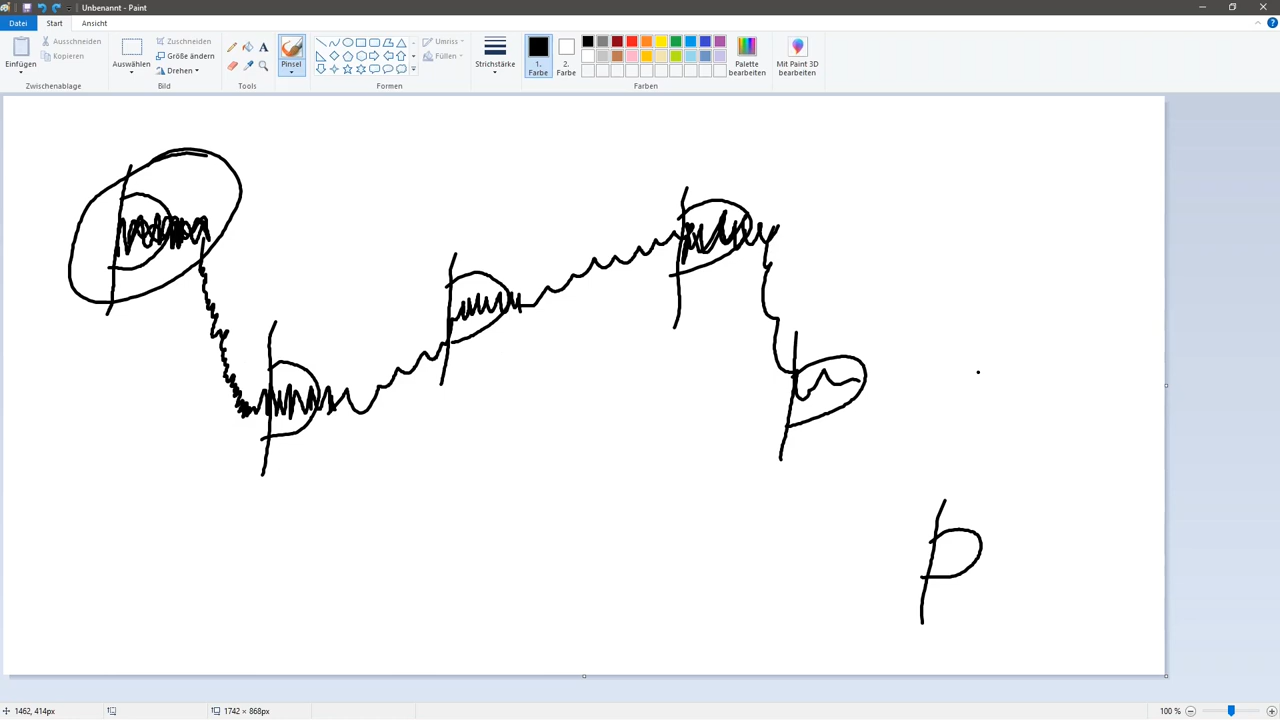 Unbenannt - Paint
Datei Start Ansicht
Einfügen
Ausschneiden
Kopieren
Zwischenablage
Auswählen
Zuschneiden
Größe ändern
Drehen
Bild
A
Tools
Pinsel
Umriss
Füllen
Formen
Strichstärke
1. Farbe
2. Farbe
Palette bearbeiten
Mit Paint 3D bearbeiten
Farben
1462, 414px
1742 × 868px
100 %